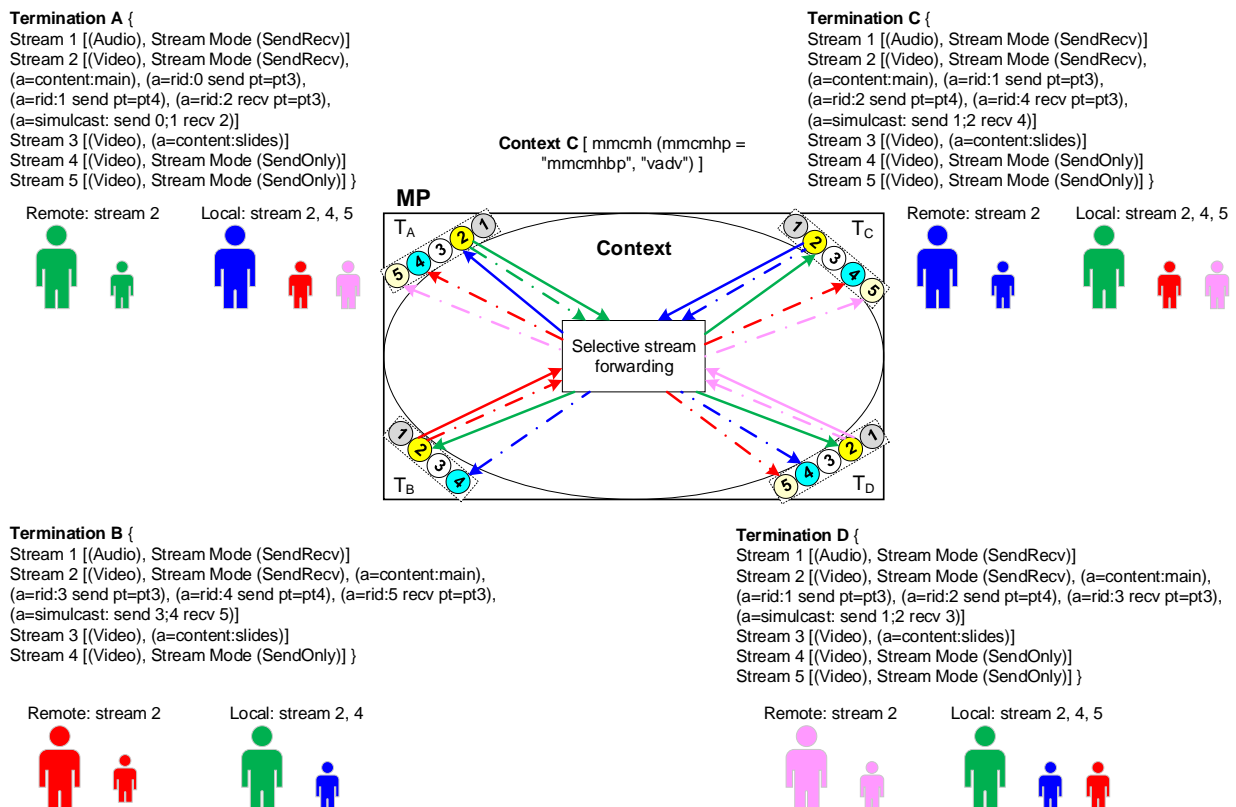 Termination A {
Stream 1 [(Audio), Stream Mode (SendRecv)]
Stream 2 [(Video), Stream Mode (SendRecv),
(a=content:main), (a=rid:0 send pt=pt3),
(a=rid:1 send pt=pt4), (a=rid:2 recv pt=pt3),
(a=simulcast: send 0;1 recv 2)]
Stream 3 [(Video), (a=content:slides)]
Stream 4 [(Video), Stream Mode (SendOnly)]
Stream 5 [(Video), Stream Mode (SendOnly)] }
Remote: stream 2
Local: stream 2, 4, 5
Context C [ mmcmh (mmcmhp =
"mmcmhbp", "vadv") ]
Termination C {
Stream 1 [(Audio), Stream Mode (SendRecv)]
Stream 2 [(Video), Stream Mode (SendRecv),
(a=content:main), (a=rid:1 send pt=pt3),
(a=rid:2 send pt=pt4), (a=rid:4 recv pt=pt3),
(a=simulcast: send 1;2 recv 4)]
Stream 3 [(Video), (a=content:slides)]
Stream 4 [(Video), Stream Mode (SendOnly)]
Stream 5 [(Video), Stream Mode (SendOnly)] }
Remote: stream 2
Local: stream 2, 4, 5
MP
TA
5
4
3
2
1
Context
TC
1
2
3
4
5
Selective stream
forwarding
1
2
3
4
TB
5
4
3
2
1
TD
Termination B {
Stream 1 [(Audio), Stream Mode (SendRecv)]
Stream 2 [(Video), Stream Mode (SendRecv), (a=content:main),
(a=rid:3 send pt=pt3), (a=rid:4 send pt=pt4), (a=rid:5 recv pt=pt3),
(a=simulcast: send 3;4 recv 5)]
Stream 3 [(Video), (a=content:slides)]
Stream 4 [(Video), Stream Mode (SendOnly)] }
Remote: stream 2
Local: stream 2, 4
Termination D {
Stream 1 [(Audio), Stream Mode (SendRecv)]
Stream 2 [(Video), Stream Mode (SendRecv), (a=content:main),
(a=rid:1 send pt=pt3), (a=rid:2 send pt=pt4), (a=rid:3 recv pt=pt3),
(a=simulcast: send 1;2 recv 3)]
Stream 3 [(Video), (a=content:slides)]
Stream 4 [(Video), Stream Mode (SendOnly)]
Stream 5 [(Video), Stream Mode (SendOnly)] }
Remote: stream 2
Local: stream 2, 4, 5